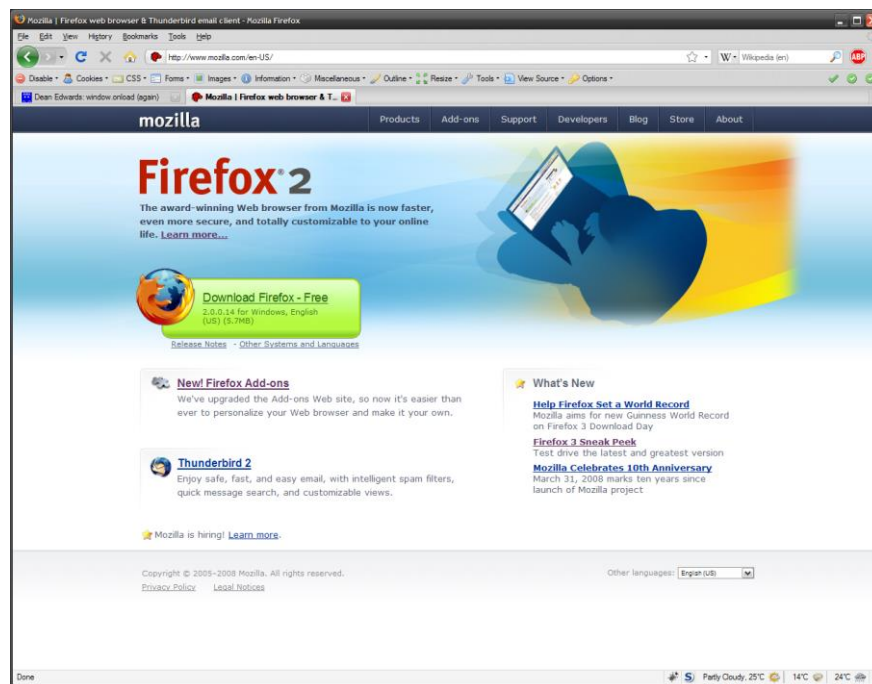 Mozilla | Firefox web browser & Thunderbird email client - Mozilla Firefox
File Edit View History Bookmarks Tools Help
http://www.mozilla.com/en-US/
W Wikipedia (en)
ABP
Disable Cookies CSS Forms Images Information Miscellaneous Outline Resize Tools View Source Options
Dean Edwards: window.onload (again)
Mozilla | Firefox web browser & T...
mozilla
Products Add-ons Support Developers Blog Store About
Firefox® 2
The award-winning Web browser from Mozilla is now faster,
even more secure, and totally customizable to your online
life. Learn more...
Download Firefox - Free
2.0.0.14 for Windows, English
(US) (5.7MB)
Release Notes - Other Systems and Languages
New! Firefox Add-ons
We've upgraded the Add-ons Web site, so now it's easier than
ever to personalize your Web browser and make it your own.
Thunderbird 2
Enjoy safe, fast, and easy email, with intelligent spam filters,
quick message search, and customizable views.
Mozilla is hiring! Learn more.
What's New
Help Firefox Set a World Record
Mozilla aims for new Guinness World Record
on Firefox 3 Download Day
Firefox 3 Sneak Peek
Test drive the latest and greatest version
Mozilla Celebrates 10th Anniversary
March 31, 2008 marks ten years since
launch of Mozilla project
Copyright © 2005–2008 Mozilla. All rights reserved.
Privacy Policy Legal Notices
Other languages: English (US)
Done
S Partly Cloudy, 25°C 14°C 24°C